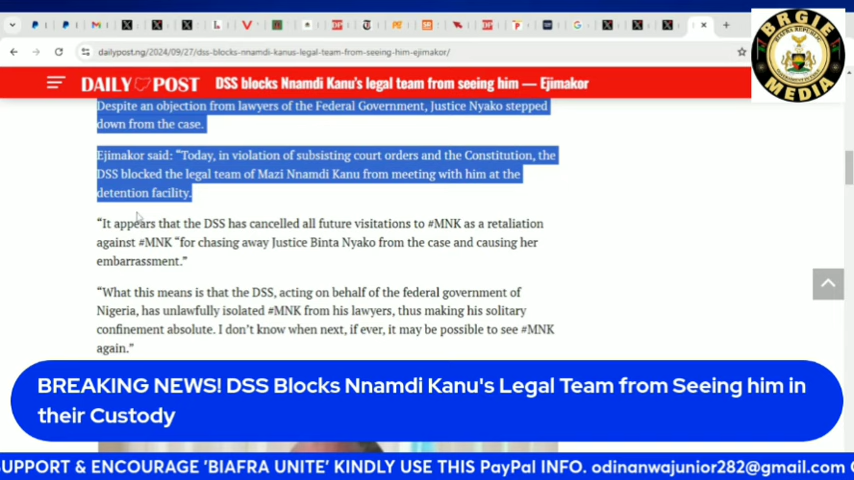 dailypost.ng/2024/09/27/dss-blocks-nnamdi-kanus-legal-team-from-seeing-him-ejimakor/
BRGIE
BIAFRA REPUBLIC
MEDIA
DAILY POST DSS blocks Nnamdi Kanu's legal team from seeing him — Ejimakor
Despite an objection from lawyers of the Federal Government, Justice Nyako stepped
down from the case.
Ejimakor said: “Today, in violation of subsisting court orders and the Constitution, the
DSS blocked the legal team of Mazi Nnamdi Kanu from meeting with him at the
detention facility.
“It appears that the DSS has cancelled all future visitations to #MNK as a retaliation
against #MNK “for chasing away Justice Binta Nyako from the case and causing her
embarrassment.”
“What this means is that the DSS, acting on behalf of the federal government of
Nigeria, has unlawfully isolated #MNK from his lawyers, thus making his solitary
confinement absolute. I don’t know when next, if ever, it may be possible to see #MNK
again.”
BREAKING NEWS! DSS Blocks Nnamdi Kanu's Legal Team from Seeing him in
their Custody
SUPPORT & ENCOURAGE 'BIAFRA UNITE' KINDLY USE THIS PayPal INFO. odinanwajunior282@gmail.com